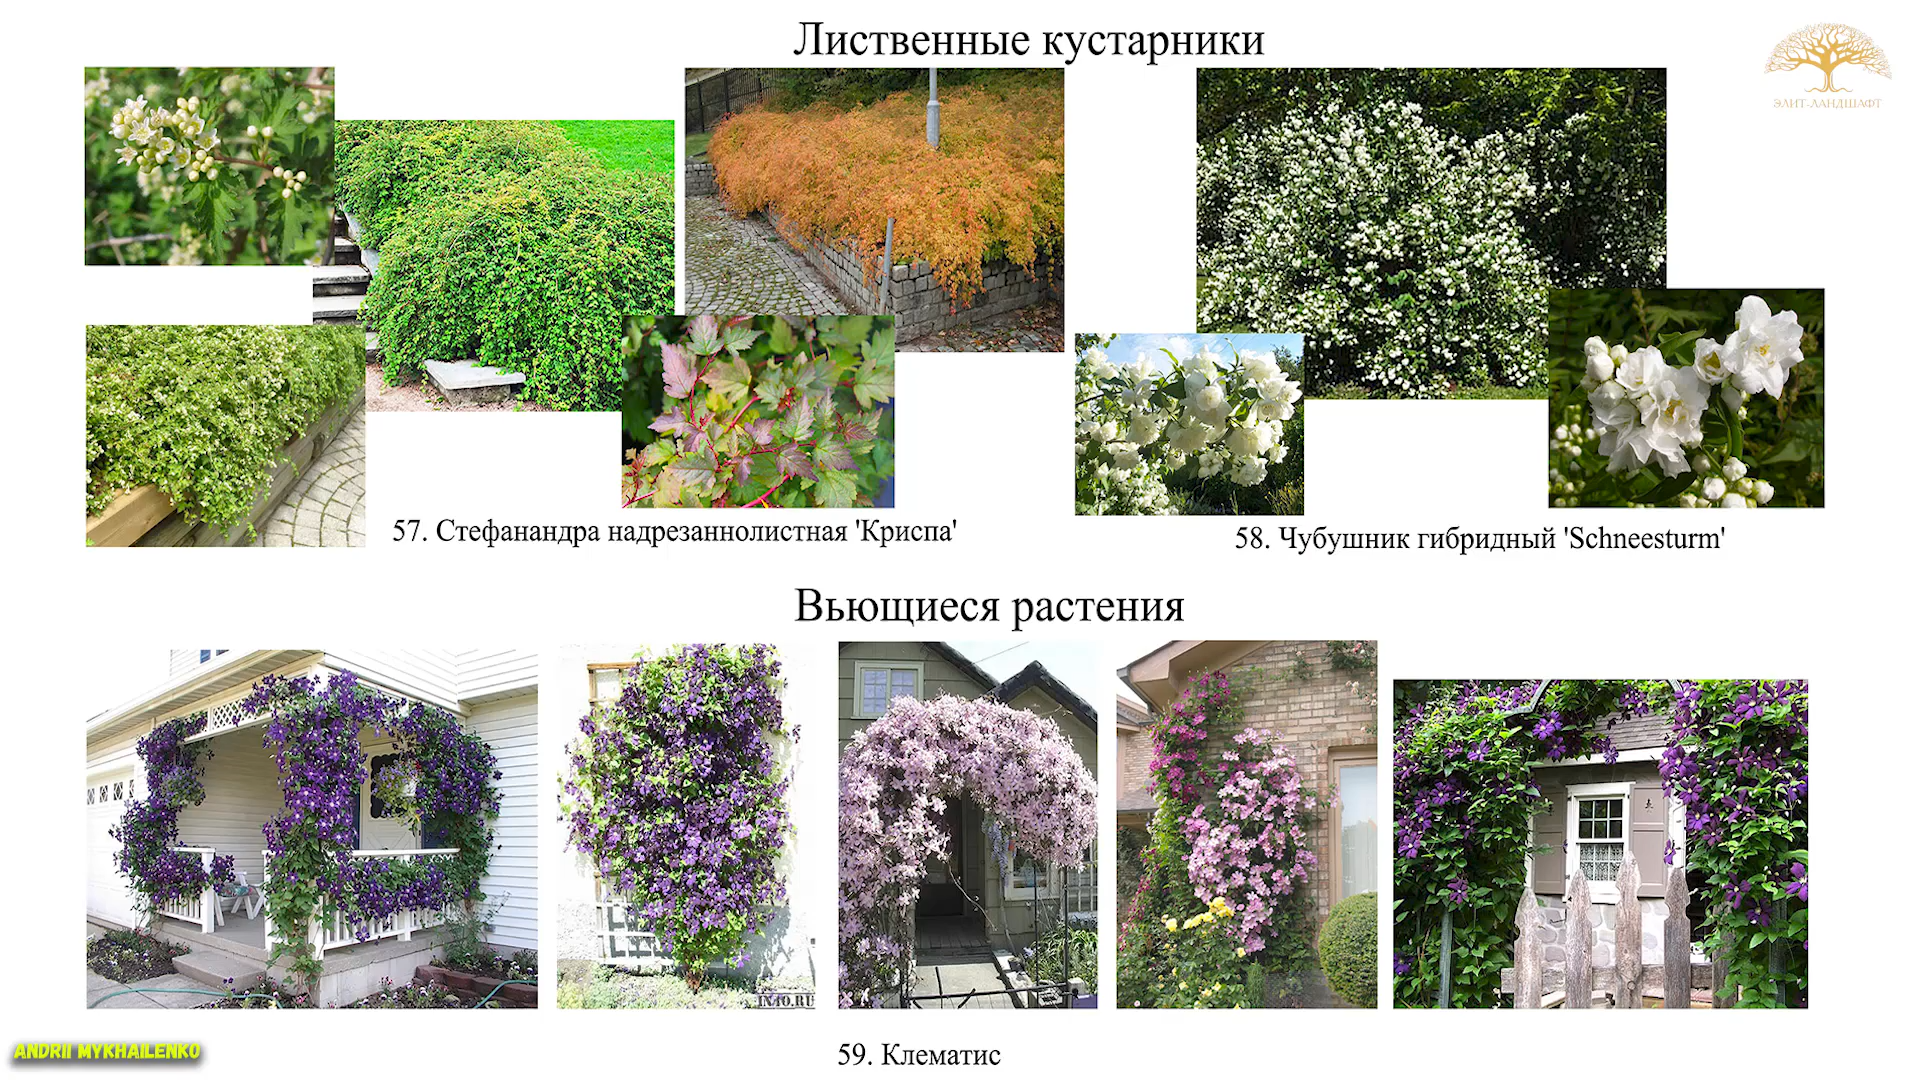 Лиственные кустарники
ЭЛИТ-ЛАНДШАФТ
57. Стефанандра надрезаннолистная 'Криспа'
58. Чубушник гибридный 'Schneesturm'
Вьющиеся растения
IN4O.RU
59. Клематис
ANDRII MYKHAILENKO